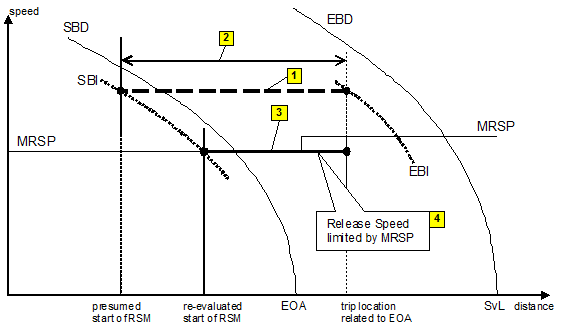 speed
SBD
EBD
2
SBI
1
3
MRSP
MRSP
EBI
4
Release Speed
limited by MRSP
presumed
start of RSM
re-evaluated
start of RSM
EOA
trip location
related to EOA
SvL
distance